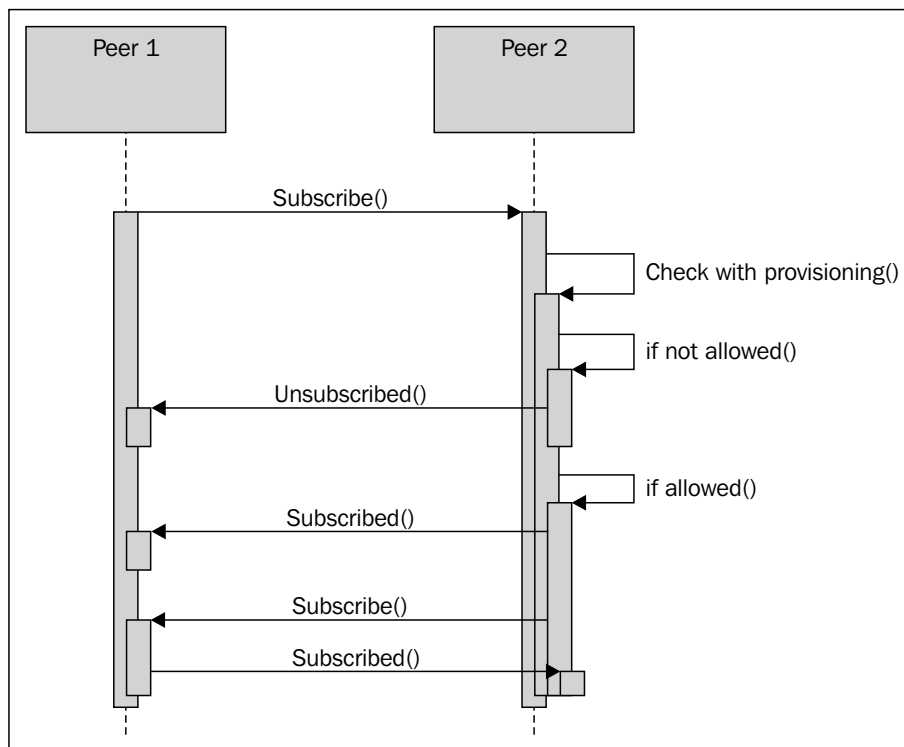 Peer 1
Peer 2
Subscribe()
Check with provisioning()
if not allowed()
Unsubscribed()
if allowed()
Subscribed()
Subscribe()
Subscribed()